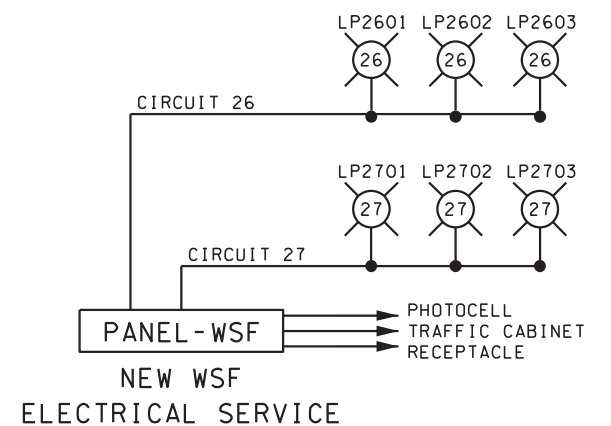 LP2601 LP2602 LP2603
26 26 26
CIRCUIT 26
LP2701 LP2702 LP2703
27 27 27
CIRCUIT 27
PANEL-WSF
PHOTOCELL
TRAFFIC CABINET
RECEPTACLE
NEW WSF
ELECTRICAL SERVICE